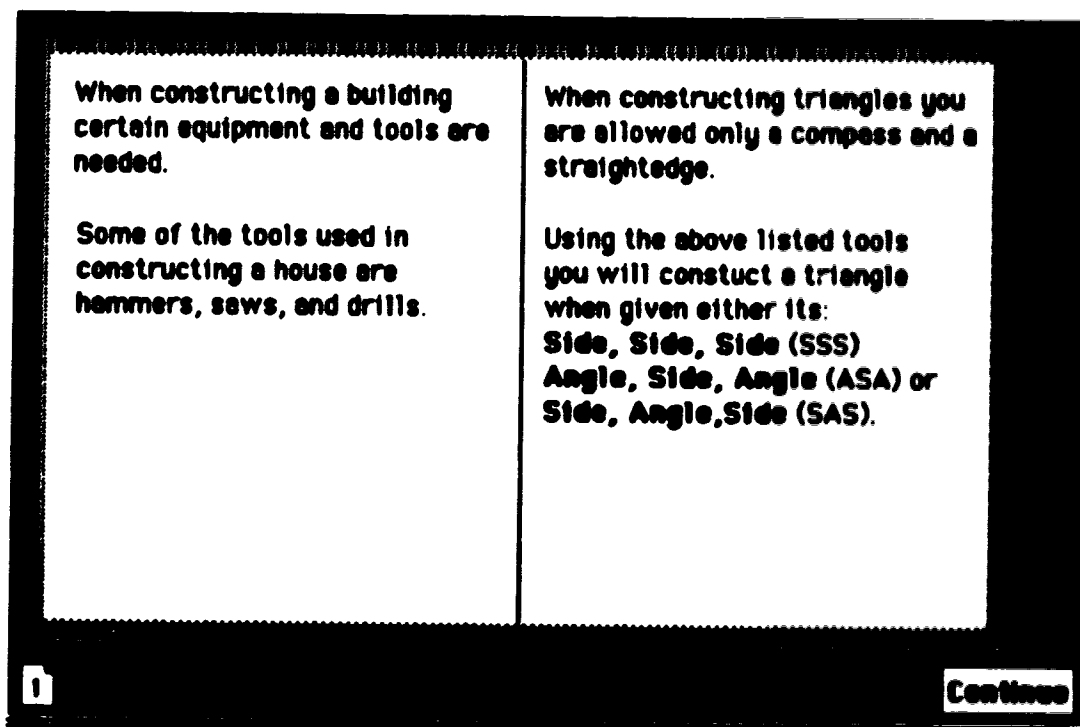 When constructing a building
certain equipment and tools are
needed.
Some of the tools used in
constructing a house are
hammers, saws, and drills.
When constructing triangles you
are allowed only a compass and a
straightedge.
Using the above listed tools
you will constuct a triangle
when given either its:
Side, Side, Side (SSS)
Angle, Side, Angle (ASA) or
Side, Angle,Side (SAS).
1
Continue